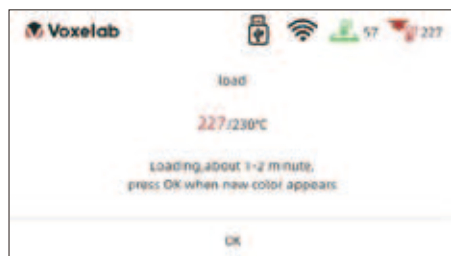 Voxelab 57 227
load
227/230°C
Loading,about 1-2 minute,
press OK when new color appears
OK